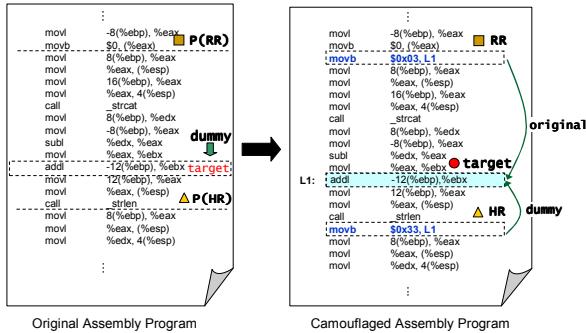 ⋮
movl -8(%ebp), %eax
movb $0, (%eax) P(RR)
movl 8(%ebp), %eax
movl %eax, (%esp)
movl 16(%ebp), %eax
movl %eax, 4(%esp)
call _strcat
movl 8(%ebp), %edx
movl -8(%ebp), %eax dummy
subl %edx, %eax
movl %eax, %ebx
addl -12(%ebp), %ebx target
movl 12(%ebp), %eax
movl %eax, (%esp) P(HR)
call _strlen
movl 8(%ebp), %eax
movl %eax, (%esp)
movl %edx, 4(%esp)
⋮
Original Assembly Program
⋮
movl -8(%ebp), %eax
movb $0, (%eax) RR
movb $0x03, L1
movl 8(%ebp), %eax
movl %eax, (%esp)
movl 16(%ebp), %eax
movl %eax, 4(%esp)
call _strcat original
movl 8(%ebp), %edx
movl -8(%ebp), %eax
subl %edx, %eax target
movl %eax, %ebx
L1: addl -12(%ebp),%ebx
movl 12(%ebp), %eax
movl %eax, (%esp) dummy
call _strlen HR
movb $0x33, L1
movl 8(%ebp), %eax
movl %eax, (%esp)
movl %edx, 4(%esp)
⋮
Camouflaged Assembly Program